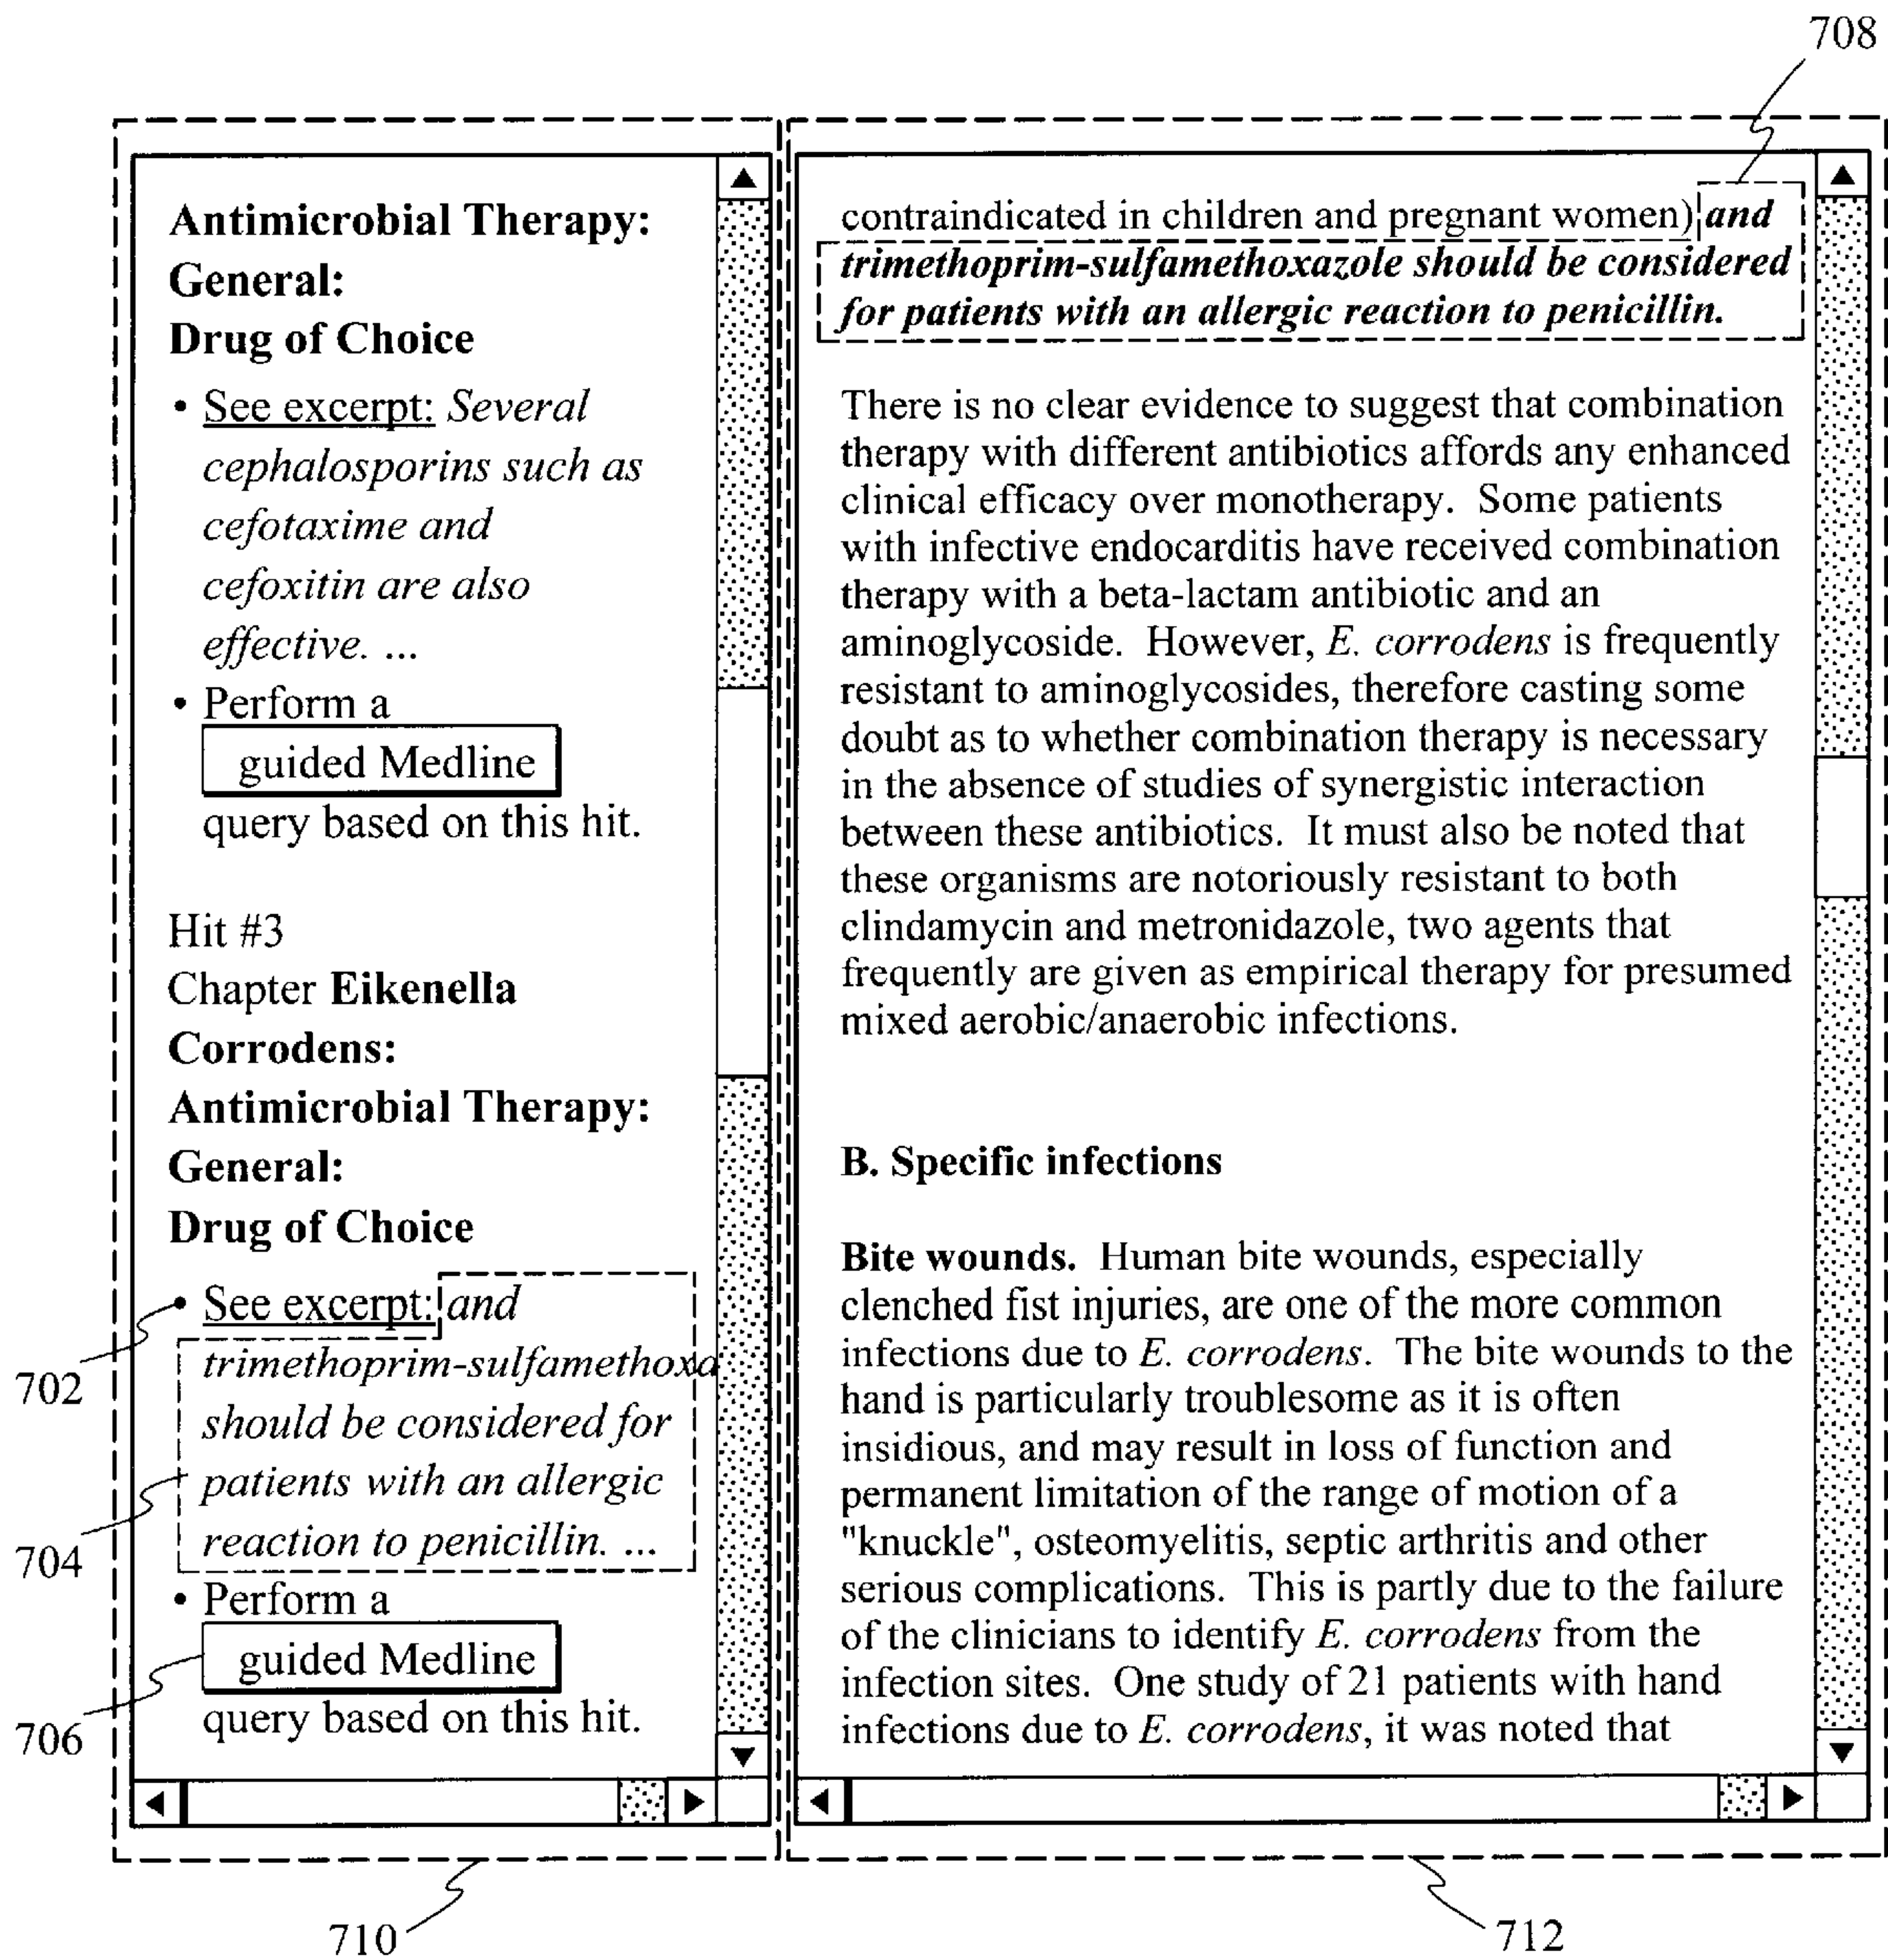 708
Antimicrobial Therapy:
General:
Drug of Choice
• See excerpt: Several
cephalosporins such as
cefotaxime and
cefoxitin are also
effective. ...
• Perform a
guided Medline
query based on this hit.
Hit #3
Chapter Eikenella
Corrodens:
Antimicrobial Therapy:
General:
Drug of Choice
• See excerpt: and
trimethoprim-sulfamethoxa
should be considered for
patients with an allergic
reaction to penicillin. ...
• Perform a
guided Medline
query based on this hit.
702
704
706
710
contraindicated in children and pregnant women) and
trimethoprim-sulfamethoxazole should be considered
for patients with an allergic reaction to penicillin.
There is no clear evidence to suggest that combination
therapy with different antibiotics affords any enhanced
clinical efficacy over monotherapy. Some patients
with infective endocarditis have received combination
therapy with a beta-lactam antibiotic and an
aminoglycoside. However, E. corrodens is frequently
resistant to aminoglycosides, therefore casting some
doubt as to whether combination therapy is necessary
in the absence of studies of synergistic interaction
between these antibiotics. It must also be noted that
these organisms are notoriously resistant to both
clindamycin and metronidazole, two agents that
frequently are given as empirical therapy for presumed
mixed aerobic/anaerobic infections.
B. Specific infections
Bite wounds. Human bite wounds, especially
clenched fist injuries, are one of the more common
infections due to E. corrodens. The bite wounds to the
hand is particularly troublesome as it is often
insidious, and may result in loss of function and
permanent limitation of the range of motion of a
"knuckle", osteomyelitis, septic arthritis and other
serious complications. This is partly due to the failure
of the clinicians to identify E. corrodens from the
infection sites. One study of 21 patients with hand
infections due to E. corrodens, it was noted that
712